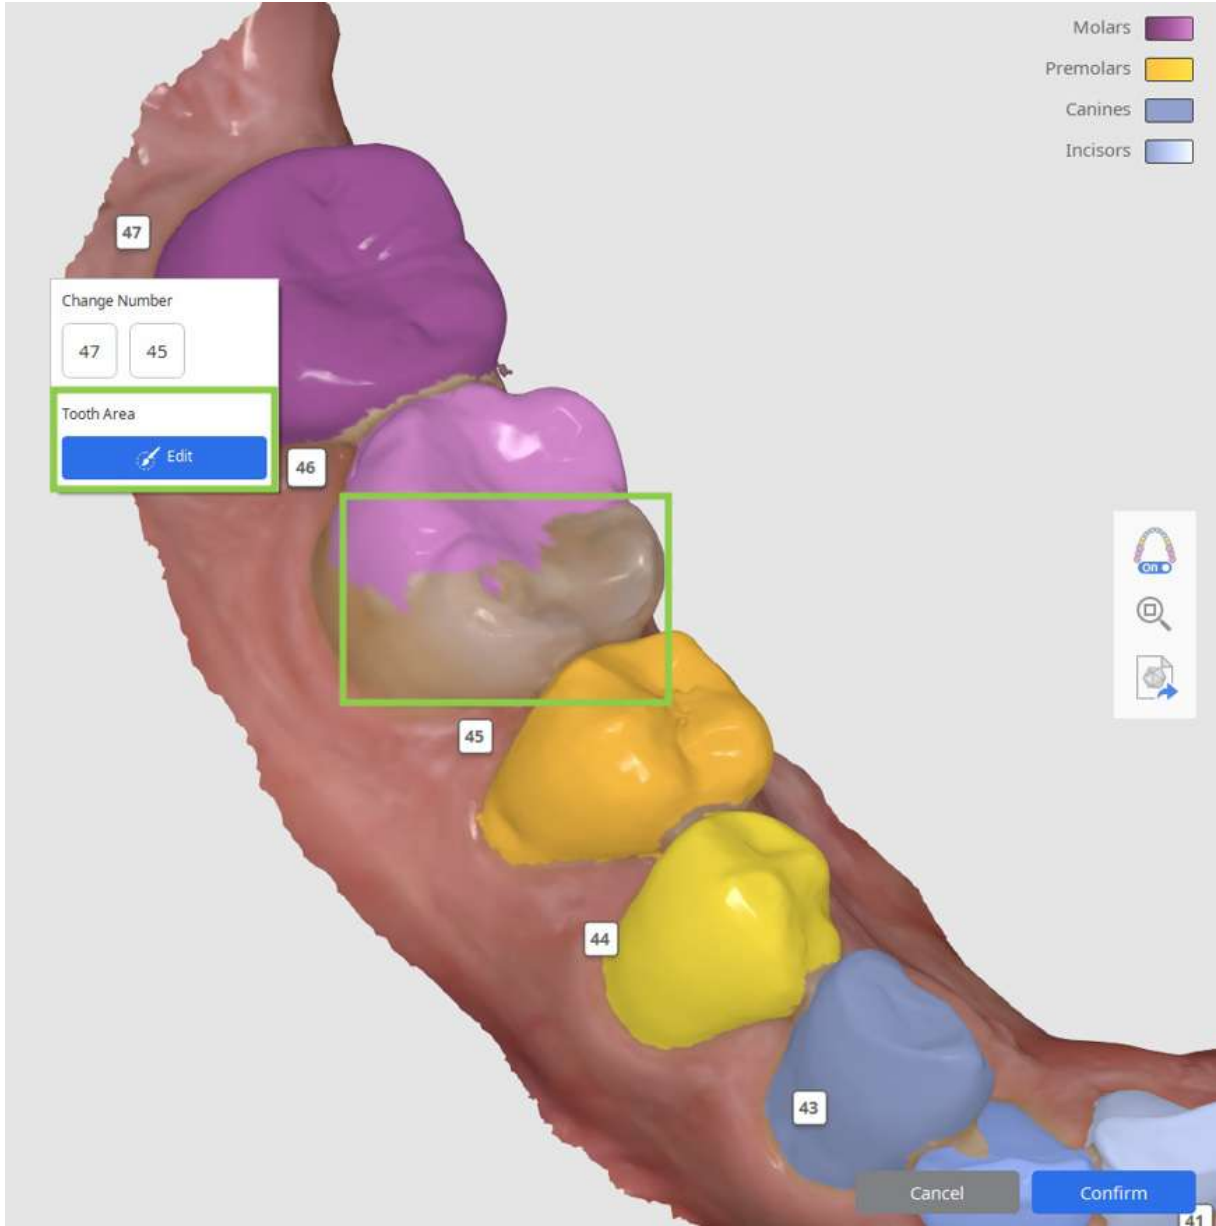 Molars
Premolars
Canines
Incisors
47
Change Number
47 45
Tooth Area
Edit
46
On
45
44
43
Cancel Confirm
41